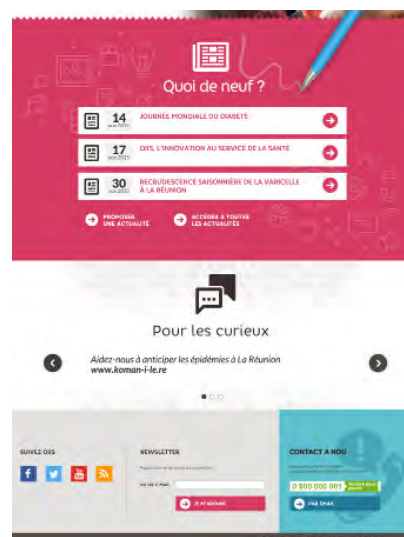 Quoi de neuf ?
14
JOURNÉE MONDIALE DU DIABÈTE
17
OIIS, L'INNOVATION AU SERVICE DE LA SANTÉ
30
RECRUDESCENCE SAISONNIÈRE DE LA VARICELLE
À LA RÉUNION
PROPOSER
UNE ACTUALITÉ
ACCÉDER À TOUTES
LES ACTUALITÉS
Pour les curieux
Aidez-nous à anticiper les épidémies à La Réunion
www.koman-i-le.re
SUIVEZ OIIS
NEWSLETTER
VOTRE E-MAIL
JE M'ABONNE
CONTACT A NOU
0 800 000 001
PAR EMAIL